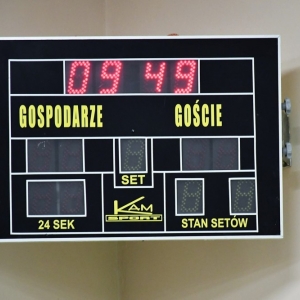 09 49
GOSPODARZE GOŚCIE
SET
24 SEK
KAM
SPORT
STAN SETÓW